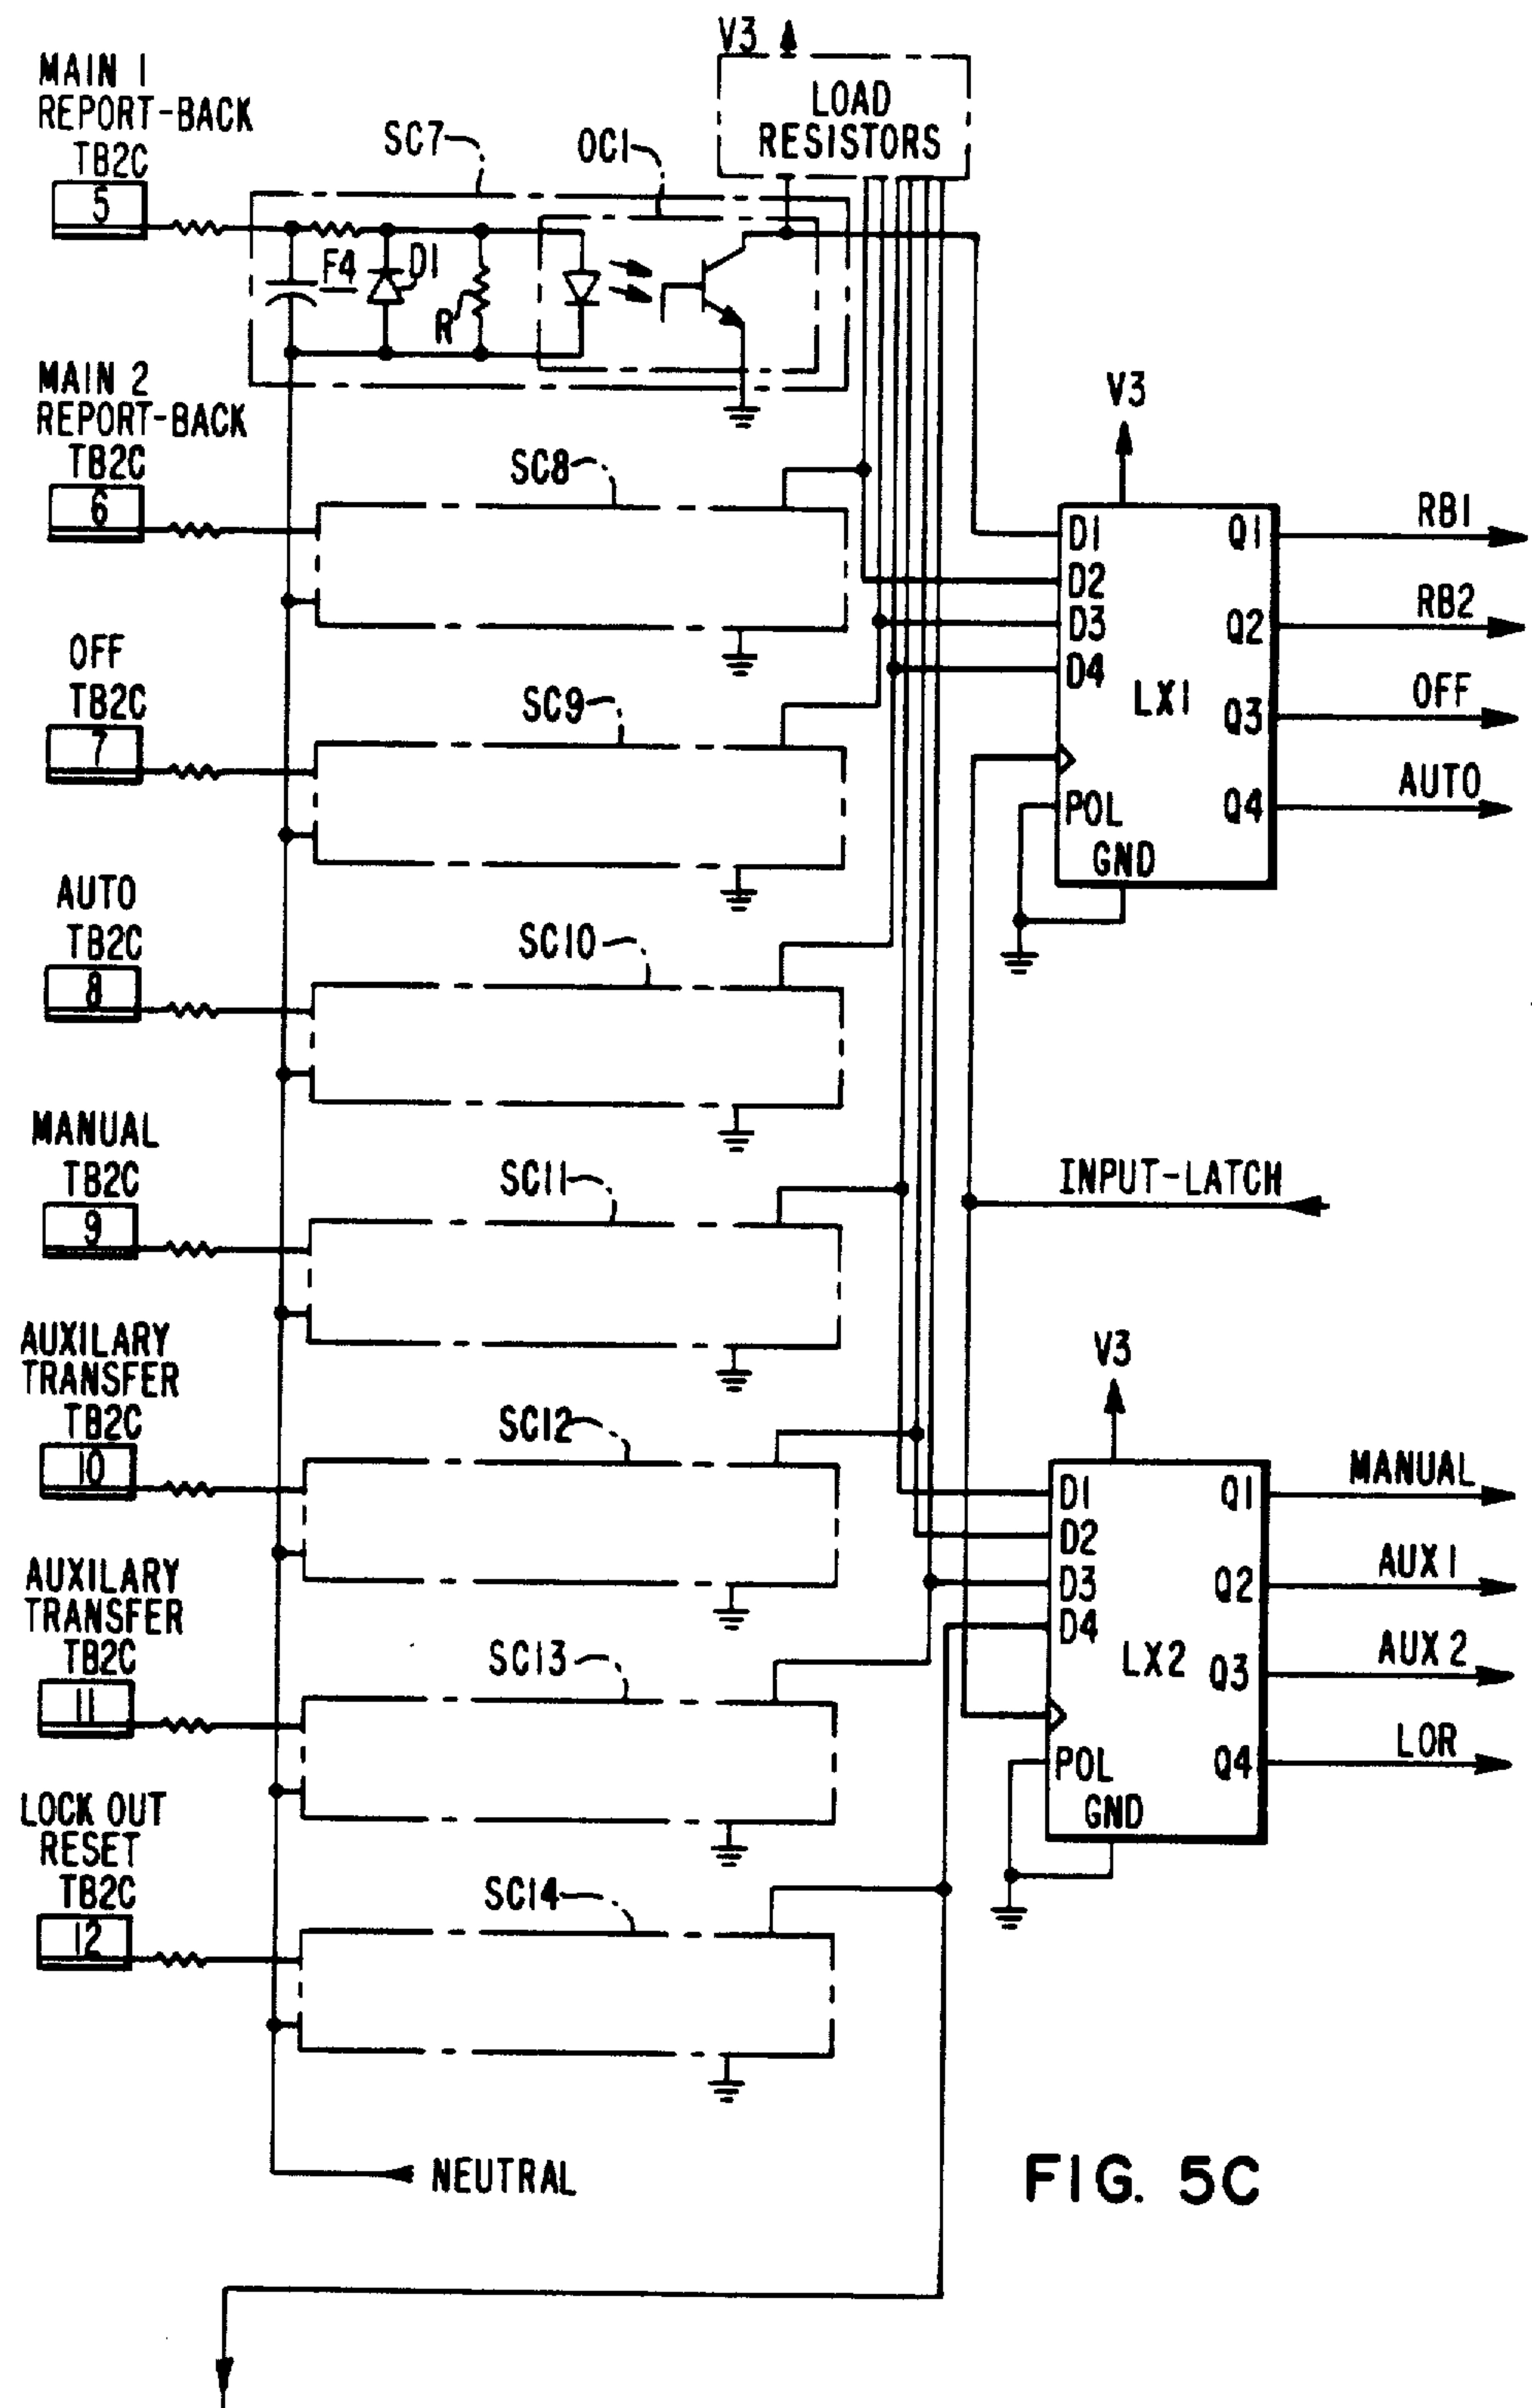 V3
MAIN 1
REPORT-BACK
TB2C
5
SC7
OC1
LOAD
RESISTORS
F4
D1
R
MAIN 2
REPORT-BACK
TB2C
6
SC8
V3
D1
D2
D3
D4
LX1
POL
GND
Q1
Q2
Q3
Q4
RB1
RB2
OFF
AUTO
OFF
TB2C
7
SC9
AUTO
TB2C
8
SC10
MANUAL
TB2C
9
SC11
INPUT-LATCH
AUXILARY
TRANSFER
TB2C
10
SC12
V3
D1
D2
D3
D4
LX2
POL
GND
Q1
Q2
Q3
Q4
MANUAL
AUX 1
AUX 2
LOR
AUXILARY
TRANSFER
TB2C
11
SC13
LOCK OUT
RESET
TB2C
12
SC14
NEUTRAL
FIG. 5C